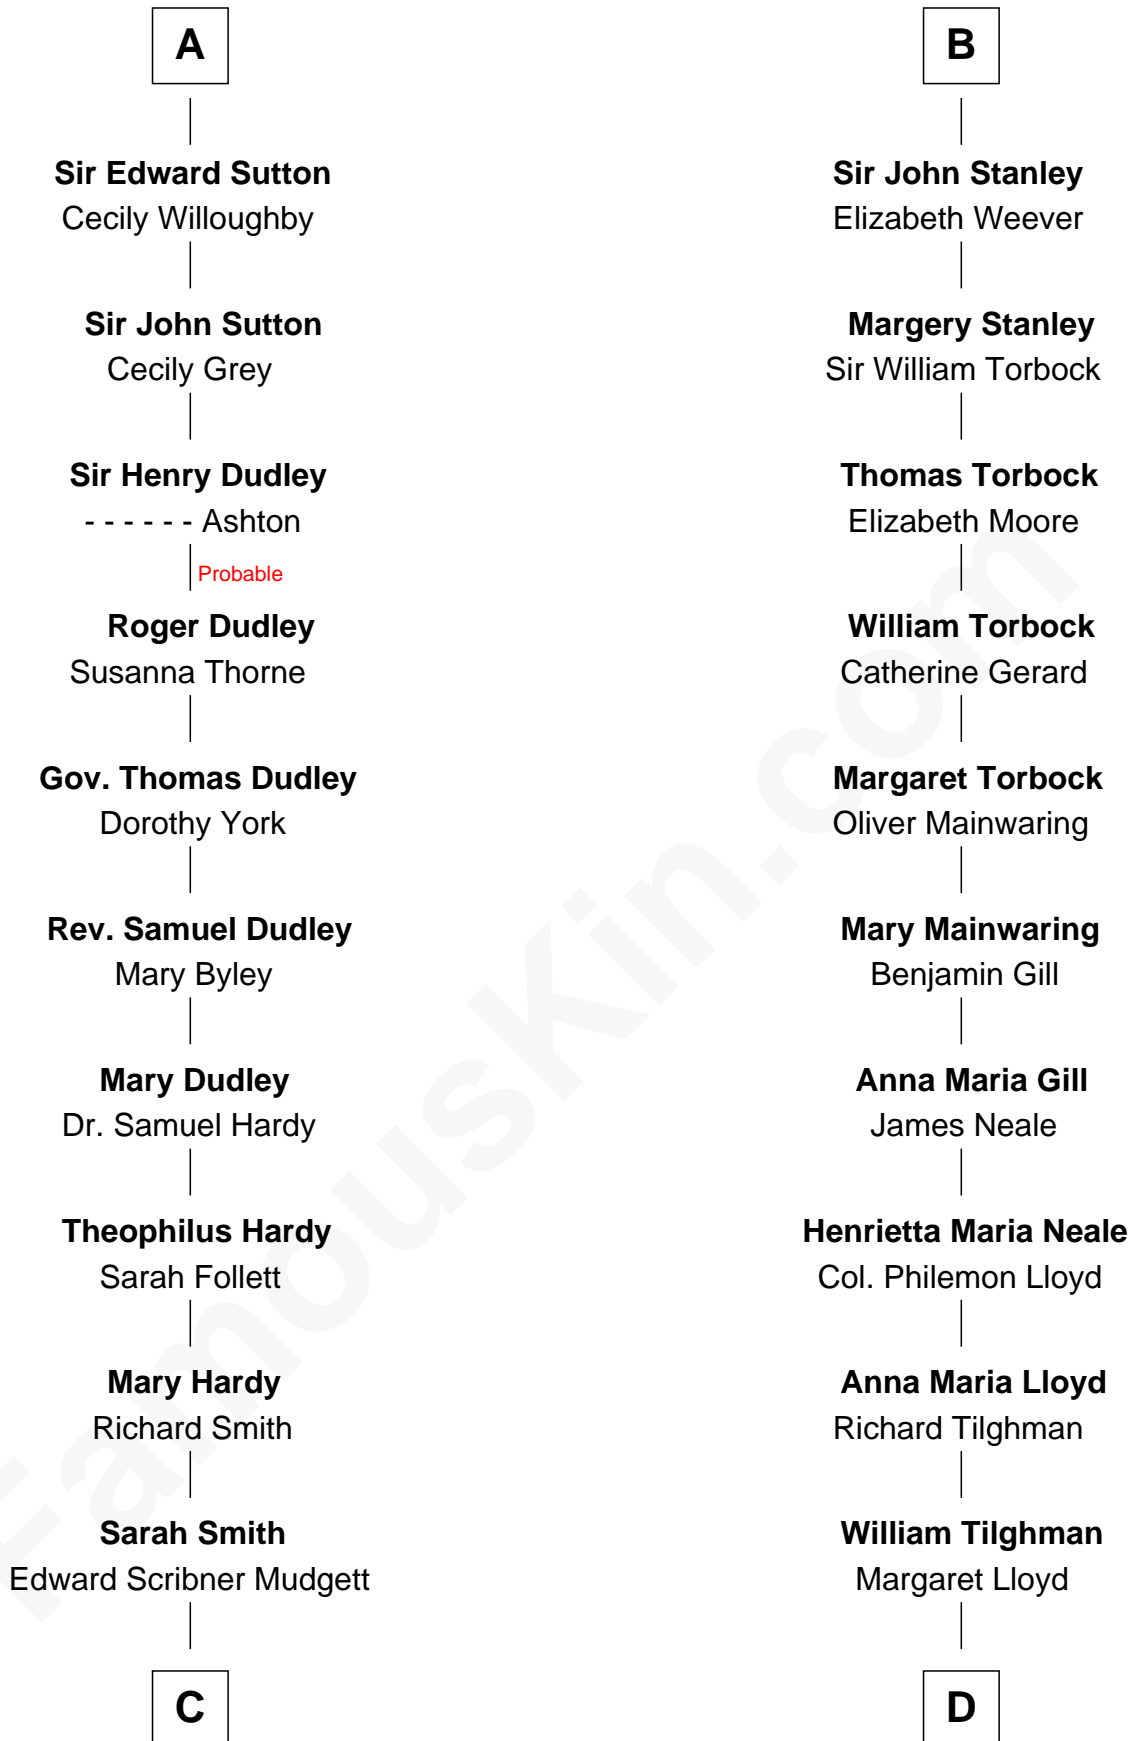 A
Sir Edward Sutton
Cecily Willoughby
Sir John Sutton
Cecily Grey
Sir Henry Dudley
- - - - - - Ashton
Probable
Roger Dudley
Susanna Thorne
Gov. Thomas Dudley
Dorothy York
Rev. Samuel Dudley
Mary Byley
Mary Dudley
Dr. Samuel Hardy
Theophilus Hardy
Sarah Follett
Mary Hardy
Richard Smith
Sarah Smith
Edward Scribner Mudgett
C
B
Sir John Stanley
Elizabeth Weever
Margery Stanley
Sir William Torbock
Thomas Torbock
Elizabeth Moore
William Torbock
Catherine Gerard
Margaret Torbock
Oliver Mainwaring
Mary Mainwaring
Benjamin Gill
Anna Maria Gill
James Neale
Henrietta Maria Neale
Col. Philemon Lloyd
Anna Maria Lloyd
Richard Tilghman
William Tilghman
Margaret Lloyd
D
FamousKin.com